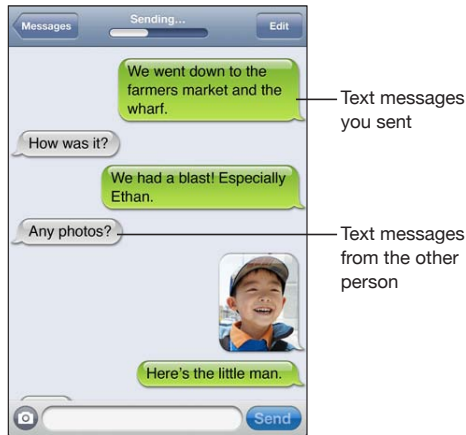 Messages
Sending...
Edit
We went down to the
farmers market and the
wharf.
Text messages
you sent
How was it?
We had a blast! Especially
Ethan.
Any photos?
Text messages
from the other
person
Here's the little man.
Send